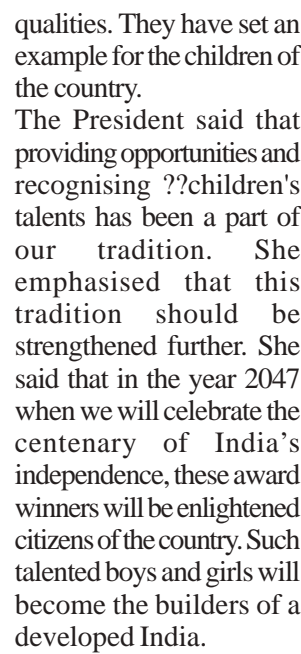 qualities. They have set an
example for the children of
the country.
The President said that
providing opportunities and
recognising ??children's
talents has been a part of
our tradition. She
emphasised that this
tradition should be
strengthened further. She
said that in the year 2047
when we will celebrate the
centenary of India’s
independence, these award
winners will be enlightened
citizens of the country. Such
talented boys and girls will
become the builders of a
developed India.